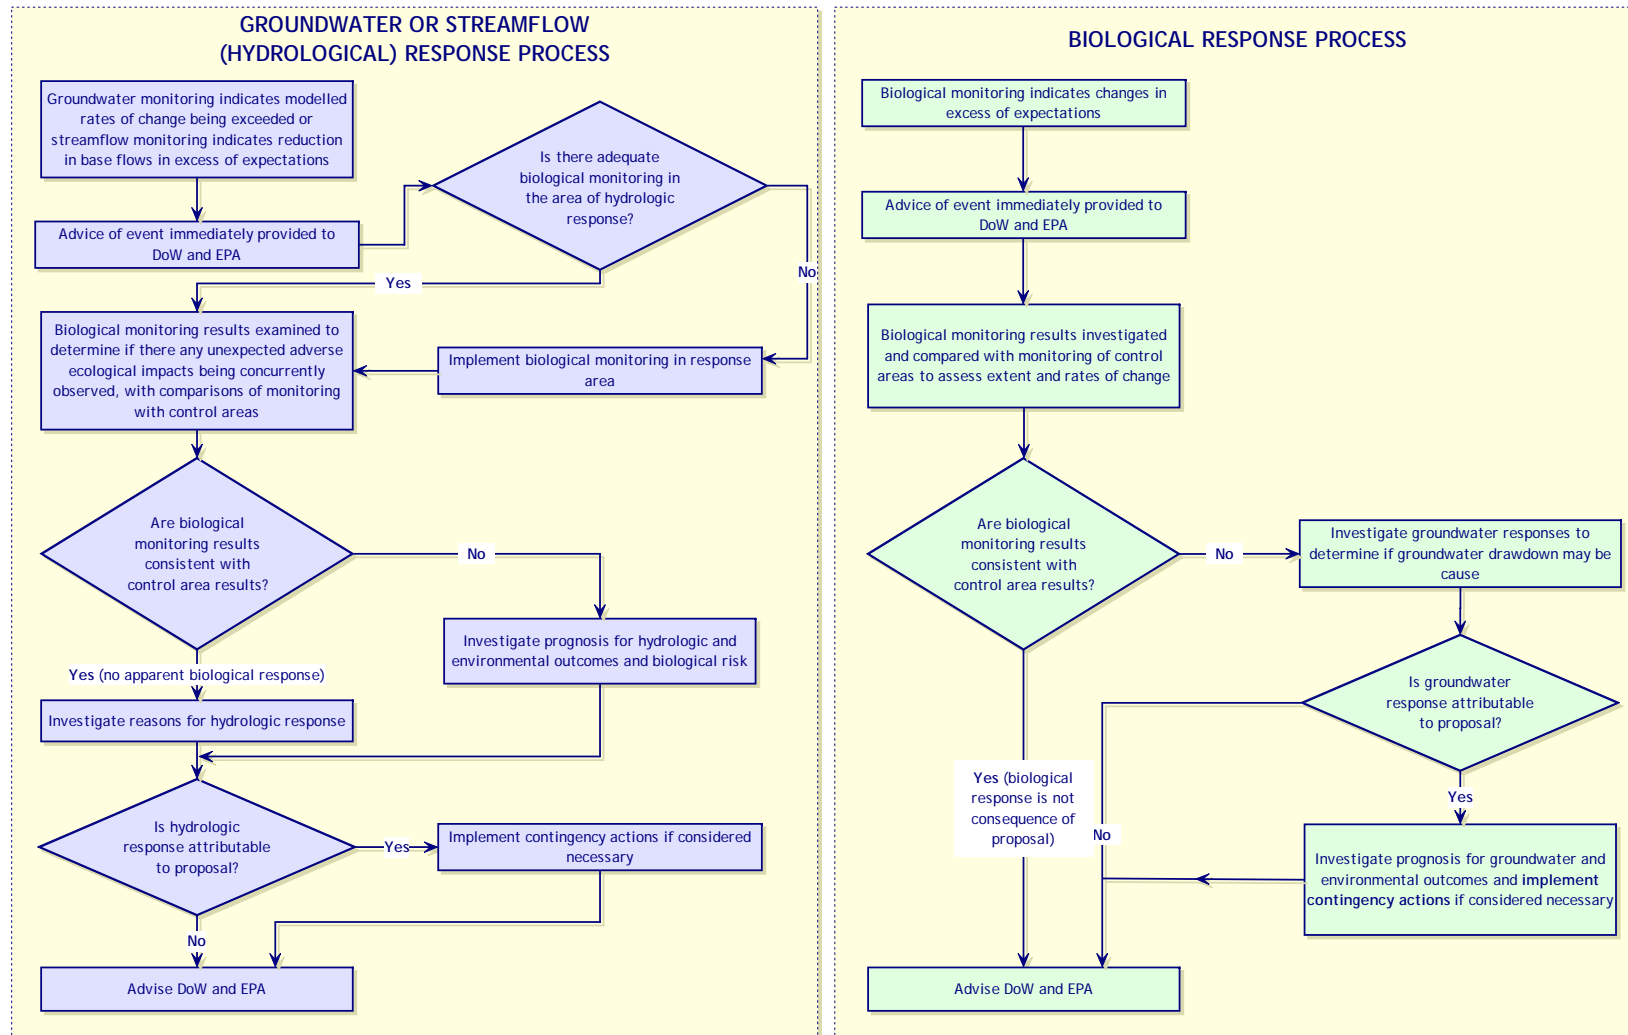 GROUNDWATER OR STREAMFLOW
(HYDROLOGICAL) RESPONSE PROCESS
Groundwater monitoring indicates modelled
rates of change being exceeded or
streamflow monitoring indicates reduction
in base flows in excess of expectations
Is there adequate
biological monitoring in
the area of hydrologic
response?
Advice of event immediately provided to
DoW and EPA
No
Yes
Biological monitoring results examined to
determine if there any unexpected adverse
ecological impacts being concurrently
observed, with comparisons of monitoring
with control areas
Implement biological monitoring in response
area
Are biological
monitoring results
consistent with
control area results?
No
Investigate prognosis for hydrologic and
environmental outcomes and biological risk
Yes (no apparent biological response)
Investigate reasons for hydrologic response
Is hydrologic
response attributable
to proposal?
Yes
Implement contingency actions if considered
necessary
No
Advise DoW and EPA
BIOLOGICAL RESPONSE PROCESS
Biological monitoring indicates changes in
excess of expectations
Advice of event immediately provided to
DoW and EPA
Biological monitoring results investigated
and compared with monitoring of control
areas to assess extent and rates of change
Are biological
monitoring results
consistent with
control area results?
No
Investigate groundwater responses to
determine if groundwater drawdown may be
cause
Is groundwater
response attributable
to proposal?
Yes (biological
response is not
consequence of
proposal)
No
Yes
Investigate prognosis for groundwater and
environmental outcomes and implement
contingency actions if considered necessary
Advise DoW and EPA